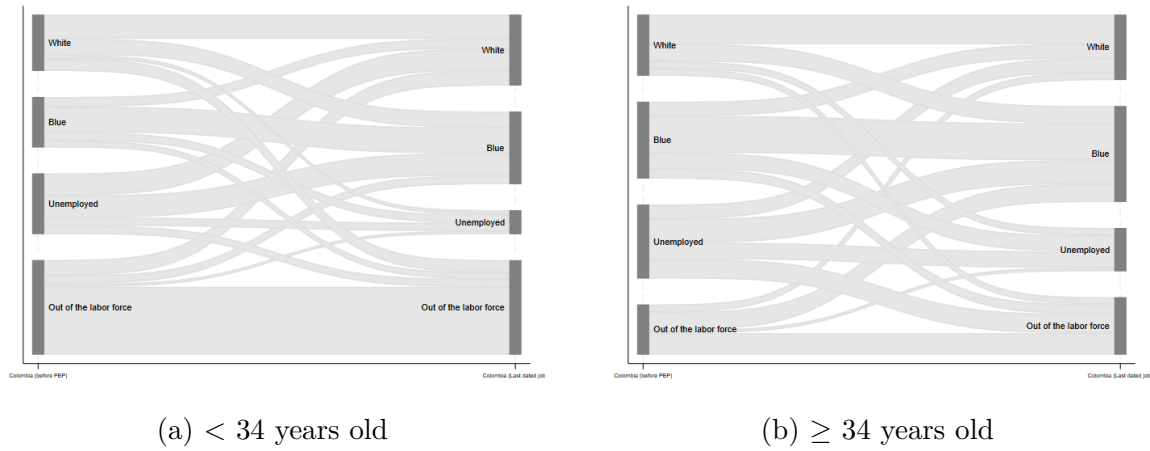 White
White
Blue
Blue
Unemployed
Unemployed
Out of the labor force
Out of the labor force
Colombia (before PEP)
Colombia (Last dated job
(a) < 34 years old
White
White
Blue
Blue
Unemployed
Unemployed
Out of the labor force
Out of the labor force
Colombia (before PEP)
Colombia (Last dated job
(b) ≥ 34 years old